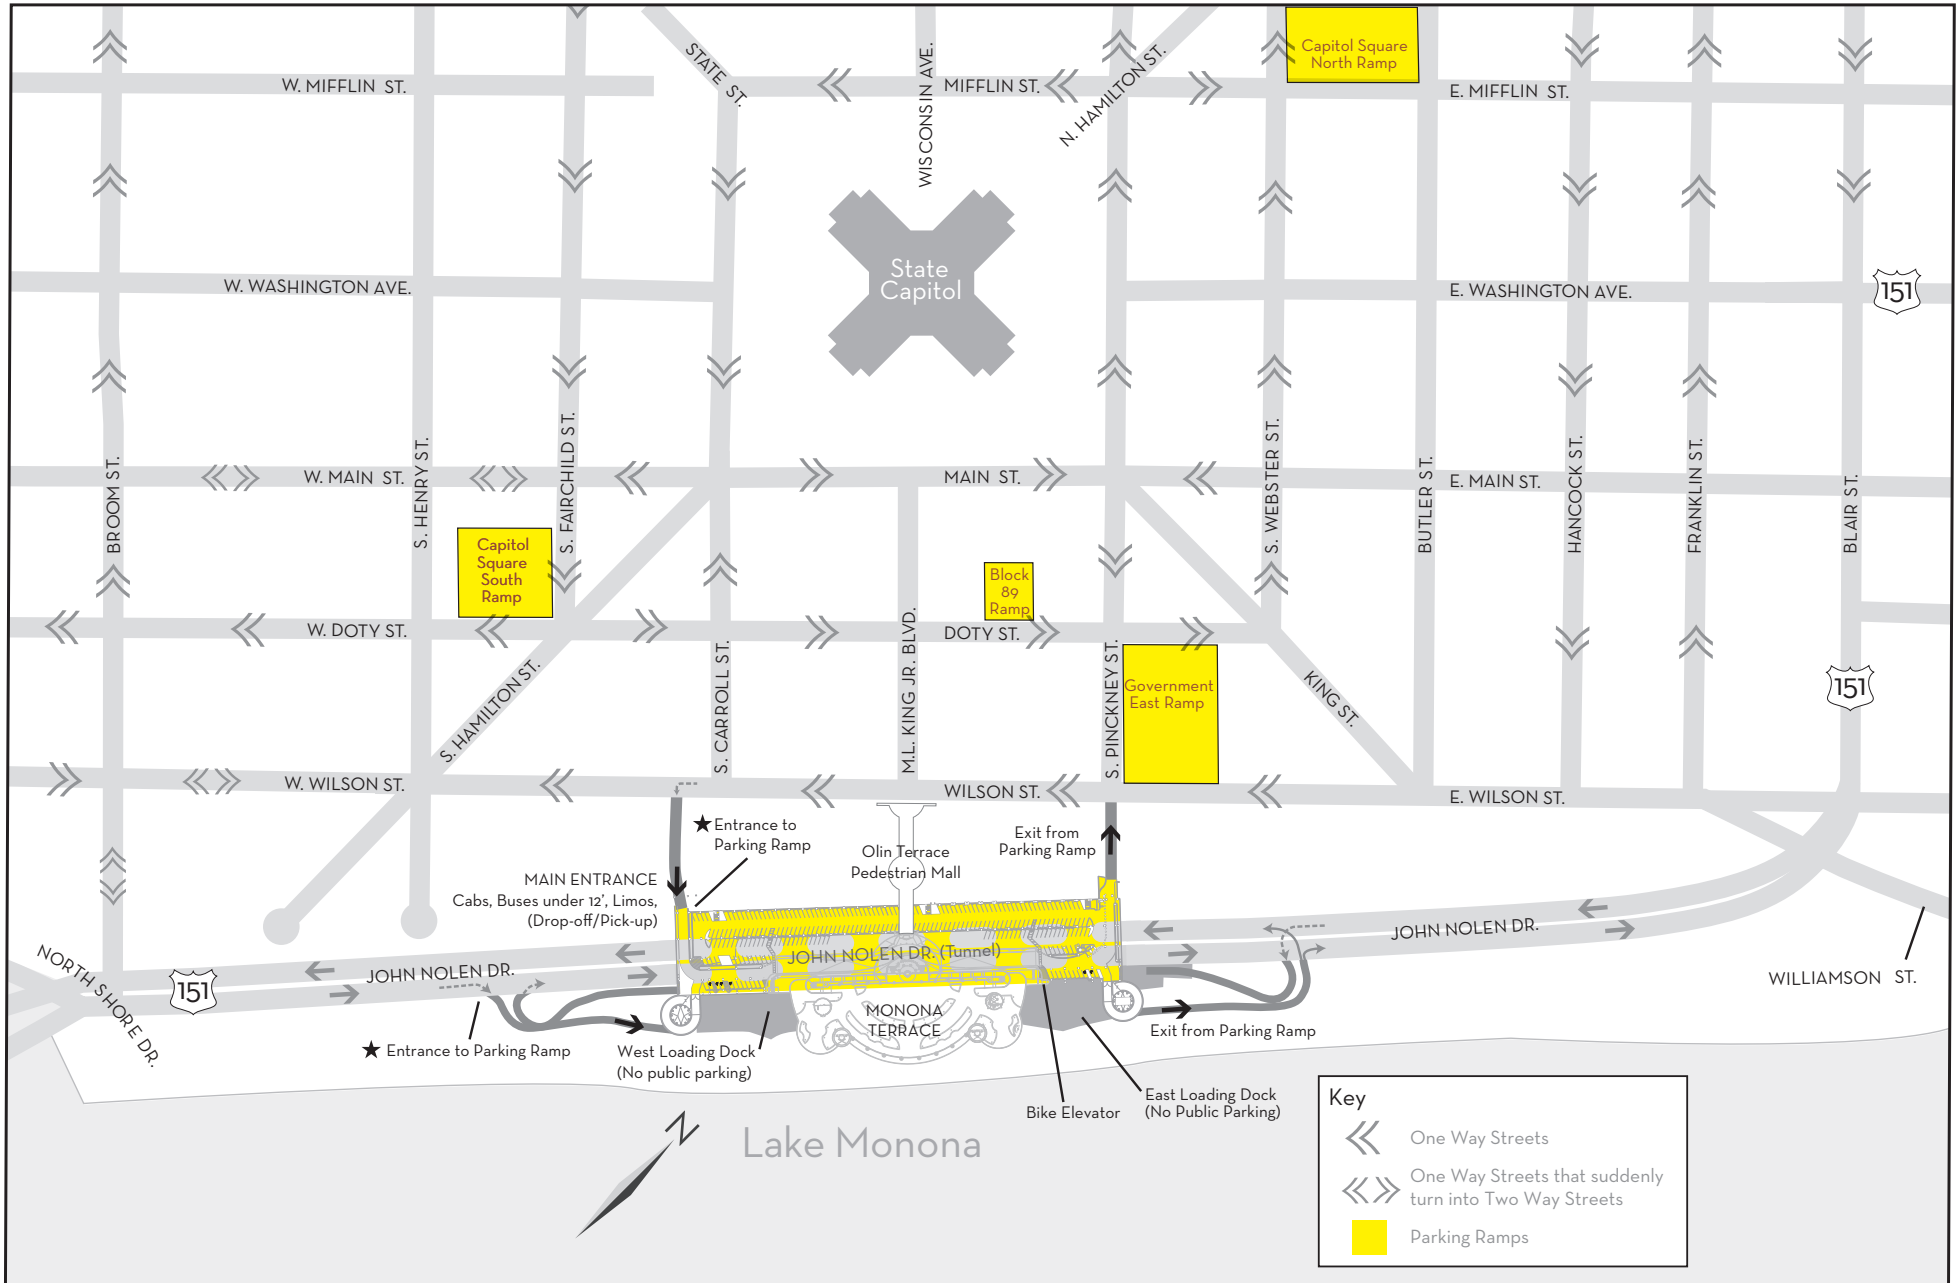 STATE ST.
WISCONSIN AVE.
N. HAMILTON ST.
Capitol Square
North Ramp
W. MIFFLIN ST.
MIFFLIN ST.
E. MIFFLIN ST.
State
Capitol
W. WASHINGTON AVE.
E. WASHINGTON AVE.
151
BROOM ST.
S. HENRY ST.
S. FAIRCHILD ST.
S. WEBSTER ST.
BUTLER ST.
HANCOCK ST.
FRANKLIN ST.
BLAIR ST.
W. MAIN ST.
MAIN ST.
E. MAIN ST.
Capitol
Square
South
Ramp
Block
89
Ramp
W. DOTY ST.
DOTY ST.
S. HAMILTON ST.
S. CARROLL ST.
M.L. KING JR. BLVD.
S. PINCKNEY ST.
Government
East Ramp
KING ST.
151
W. WILSON ST.
WILSON ST.
E. WILSON ST.
Entrance to
Parking Ramp
Olin Terrace
Pedestrian Mall
Exit from
Parking Ramp
MAIN ENTRANCE
Cabs, Buses under 12', Limos,
(Drop-off/Pick-up)
NORTH SHORE DR.
151
JOHN NOLEN DR.
JOHN NOLEN DR. (Tunnel)
JOHN NOLEN DR.
WILLIAMSON ST.
MONONA
TERRACE
Entrance to Parking Ramp
West Loading Dock
(No public parking)
Exit from Parking Ramp
Bike Elevator
East Loading Dock
(No Public Parking)
N
Lake Monona
Key
One Way Streets
One Way Streets that suddenly
turn into Two Way Streets
Parking Ramps